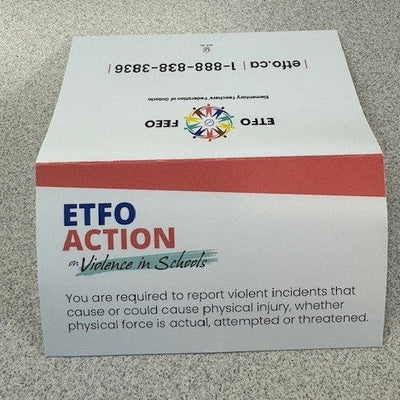 | etfo.ca | 1-888-838-3836 |
Elementary Teachers' Federation of Ontario
ETFO
FEEO
ETFO
ACTION
on Violence in Schools
You are required to report violent incidents that
cause or could cause physical injury, whether
physical force is actual, attempted or threatened.